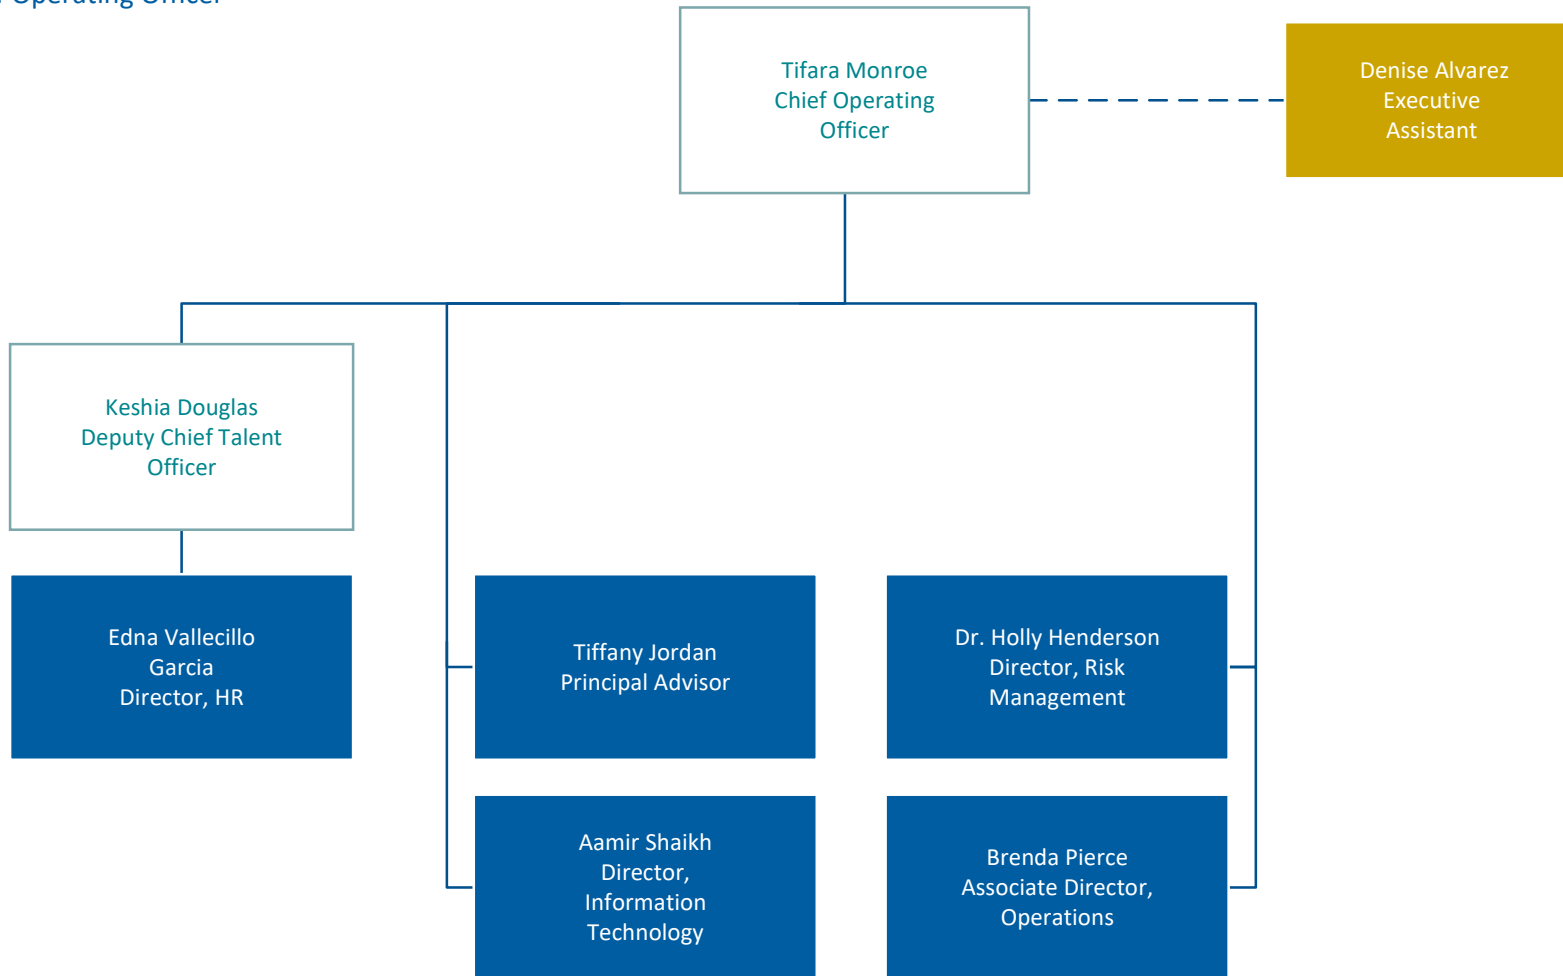 Operating Officer
Tifara Monroe
Chief Operating
Officer
Denise Alvarez
Executive
Assistant
Keshia Douglas
Deputy Chief Talent
Officer
Edna Vallecillo
Garcia
Director, HR
Tiffany Jordan
Principal Advisor
Dr. Holly Henderson
Director, Risk
Management
Aamir Shaikh
Director,
Information
Technology
Brenda Pierce
Associate Director,
Operations